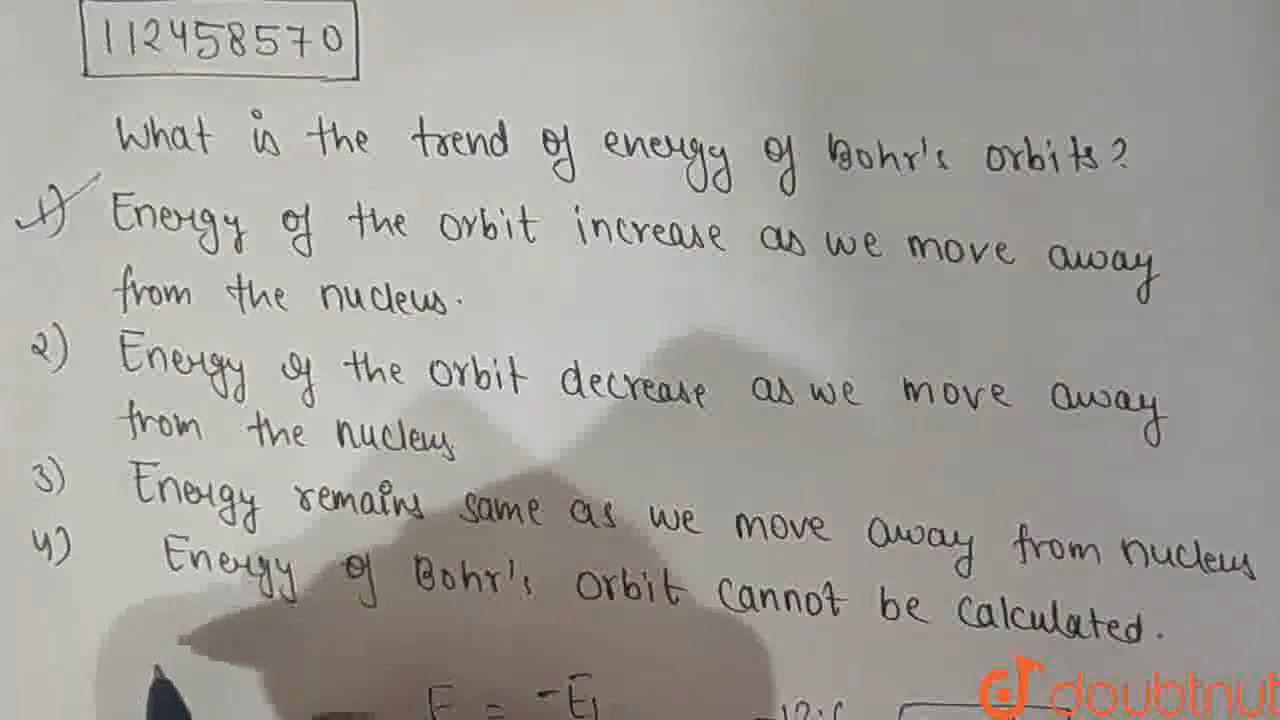 112458570
What is the trend of energy of Bohr's orbits?
1) Energy of the orbit increase as we move away
from the nucleus.
2) Energy of the orbit decrease as we move away
from the nucleus
3) Energy remains same as we move away from nucleus
4) Energy of Bohr's orbit cannot be calculated.
E = -E1
doubtnut